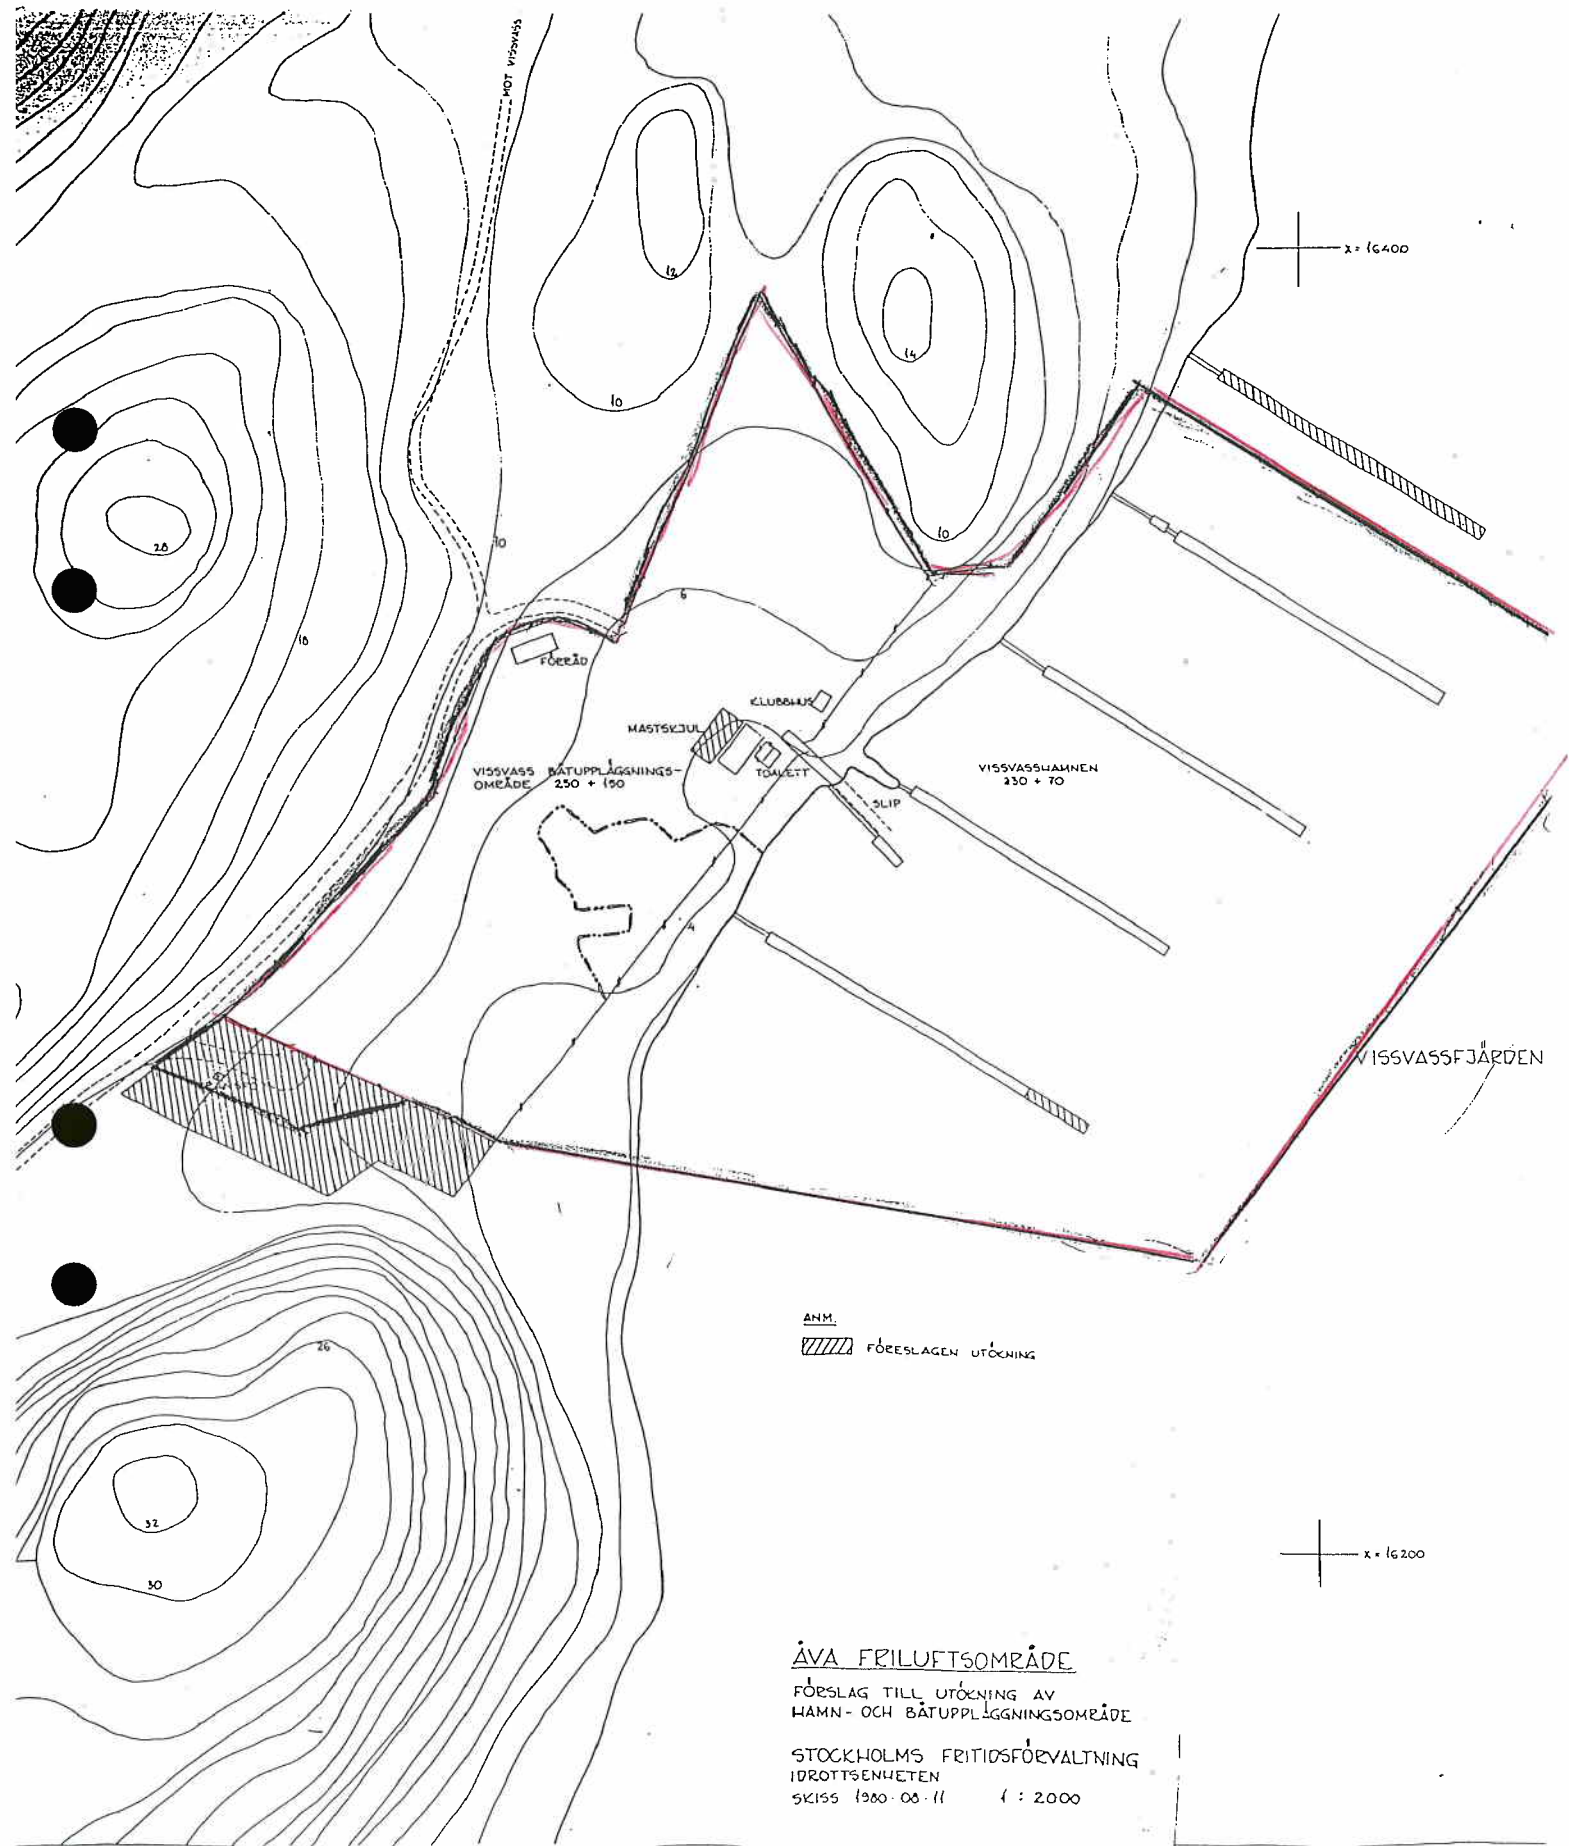 MOT VISSVASS
12
X = 16400
14
10
28
10
10
6
18
FÖRRÅD
KLUBBHUS
MASTSKJUL
VISSVASS BÅTUPPLÄGGNINGS-
OMRÅDE 250 + 150
TOALETT
VISSVASSHAMNEN
230 + 70
SLIP
4
VISSVASSFJÄRDEN
ANM.
FÖRESLAGEN UTÖKNING
26
32
30
X = 16200
ÅVA FRILUFTSOMRÅDE
FÖRSLAG TILL UTÖKNING AV
HAMN- OCH BÅTUPPLÄGGNINGSOMRÅDE
STOCKHOLMS FRITIDSFÖRVALTNING
IDROTTSENHETEN
SKISS 1980-08-11 1 : 2000